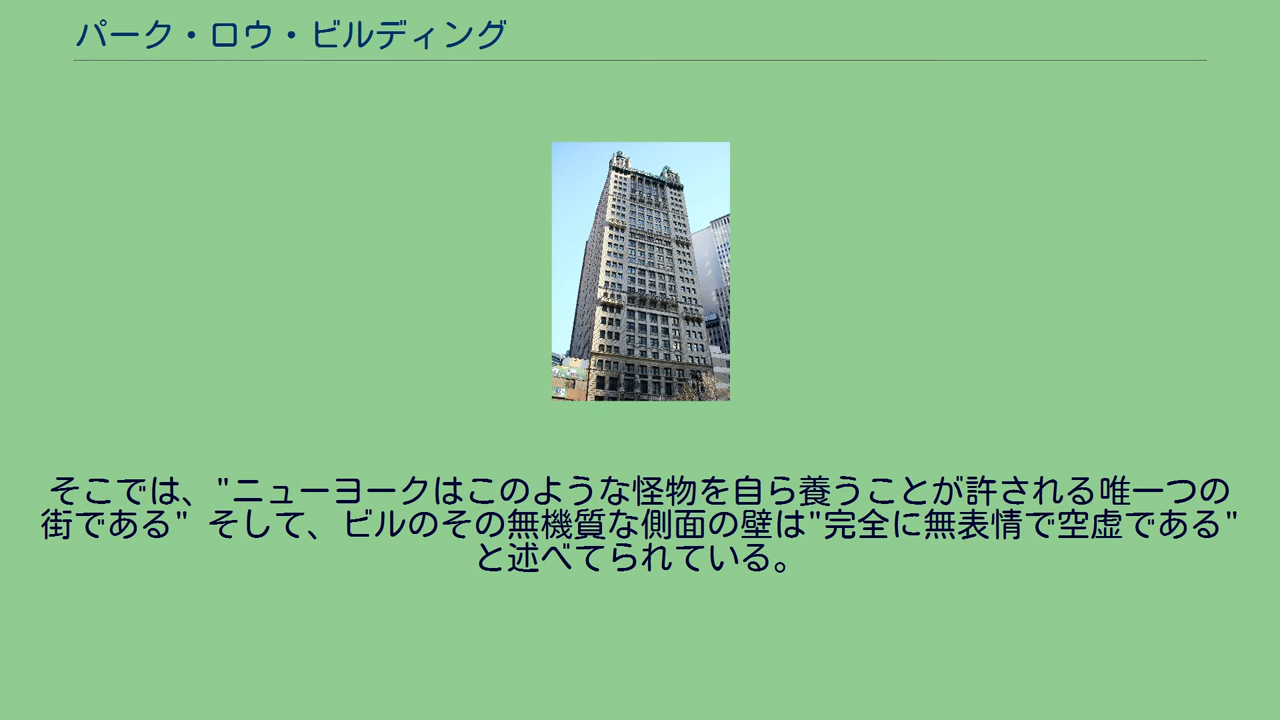 パーク・ロウ・ビルディング
そこでは、"ニューヨークはこのような怪物を自ら養うことが許される唯一つの
街である" そして、ビルのその無機質な側面の壁は"完全に無表情で空虚である"
と述べてられている。